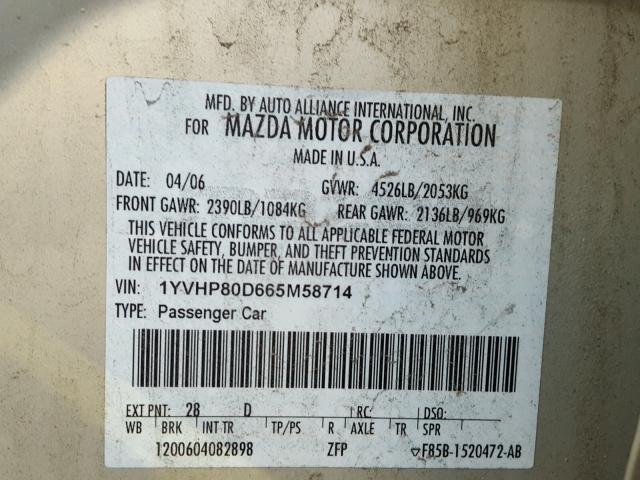 MFD. BY AUTO ALLIANCE INTERNATIONAL, INC.
FOR MAZDA MOTOR CORPORATION
MADE IN U.S.A.
DATE: 04/06 GVWR: 4526LB/2053KG
FRONT GAWR: 2390LB/1084KG REAR GAWR: 2136LB/969KG
THIS VEHICLE CONFORMS TO ALL APPLICABLE FEDERAL MOTOR
VEHICLE SAFETY, BUMPER, AND THEFT PREVENTION STANDARDS
IN EFFECT ON THE DATE OF MANUFACTURE SHOWN ABOVE.
VIN: 1YVHP80D665M58714
TYPE: Passenger Car
EXT PNT: 28 D RC: DSO:
WB BRK INT TR TP/PS R AXLE TR SPR
1200604082898 ZFP ▽F85B-1520472-AB